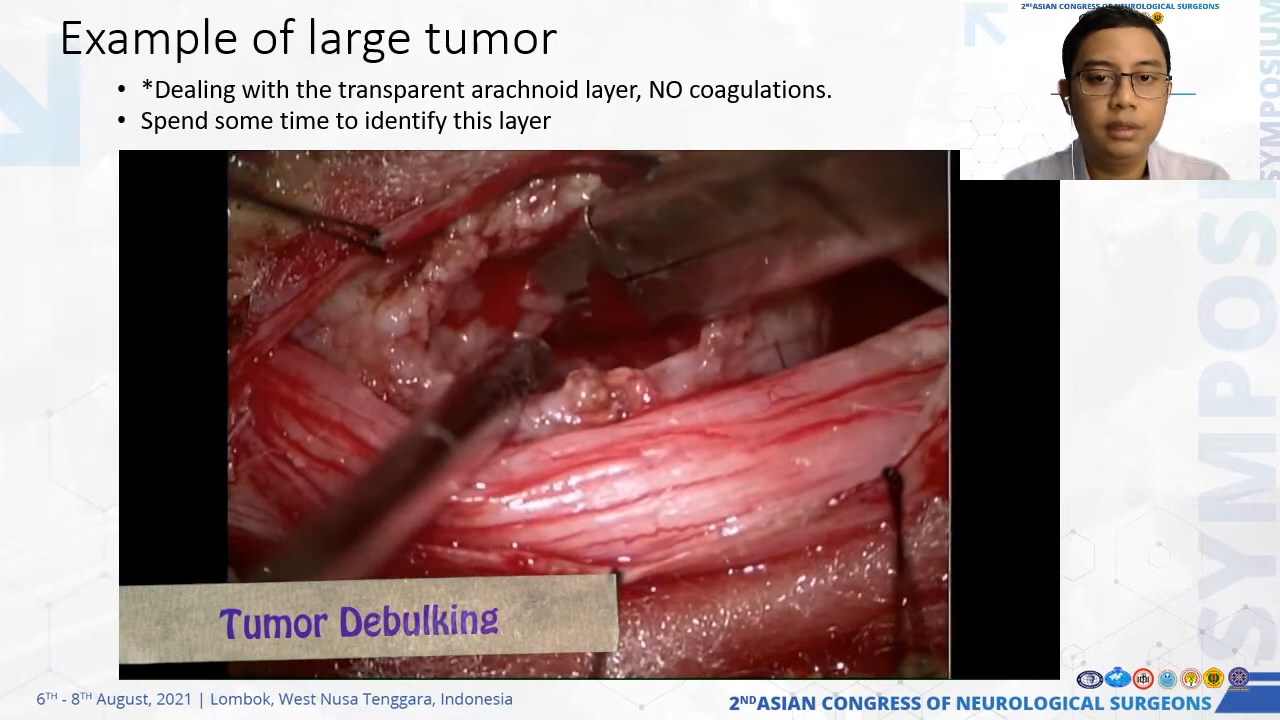 Example of large tumor
2ND ASIAN CONGRESS OF NEUROLOGICAL SURGEONS
• *Dealing with the transparent arachnoid layer, NO coagulations.
• Spend some time to identify this layer
SYMPOSIUM
SYMPOSI
Tumor Debulking
6TH - 8TH August, 2021 | Lombok, West Nusa Tenggara, Indonesia
2NDASIAN CONGRESS OF NEUROLOGICAL SURGEONS